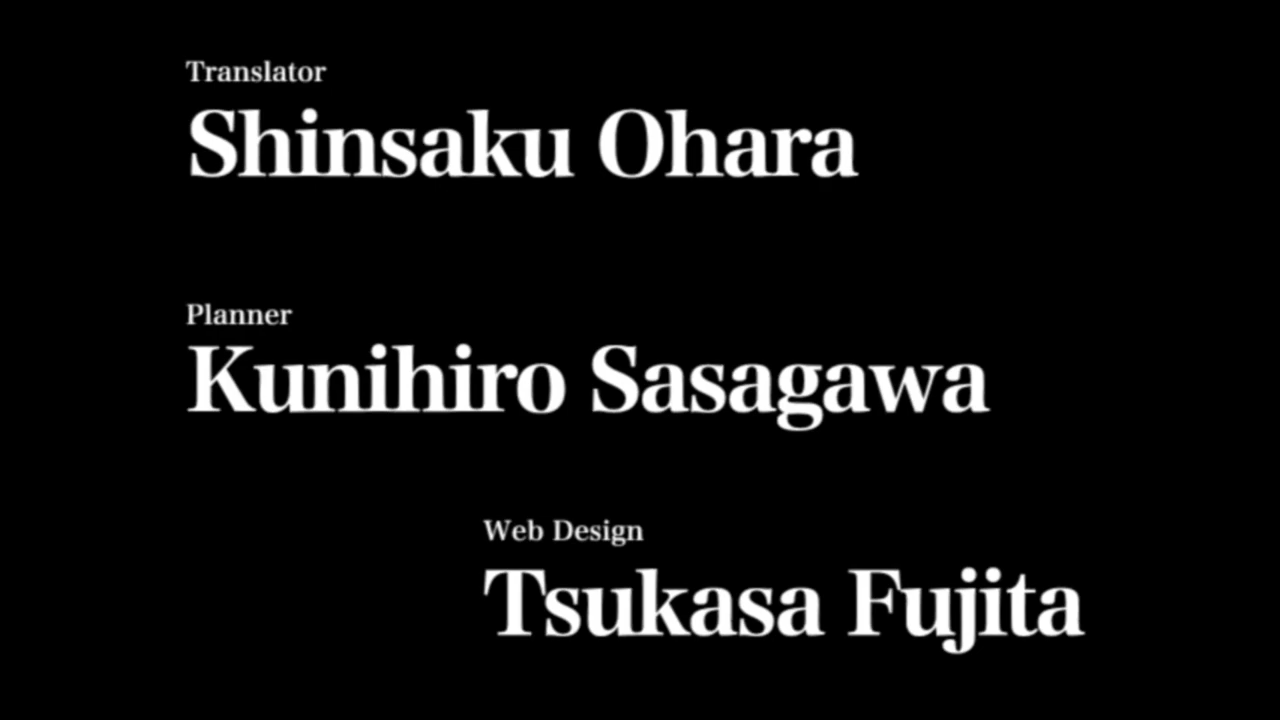 Translator
Shinsaku Ohara
Planner
Kunihiro Sasagawa
Web Design
Tsukasa Fujita